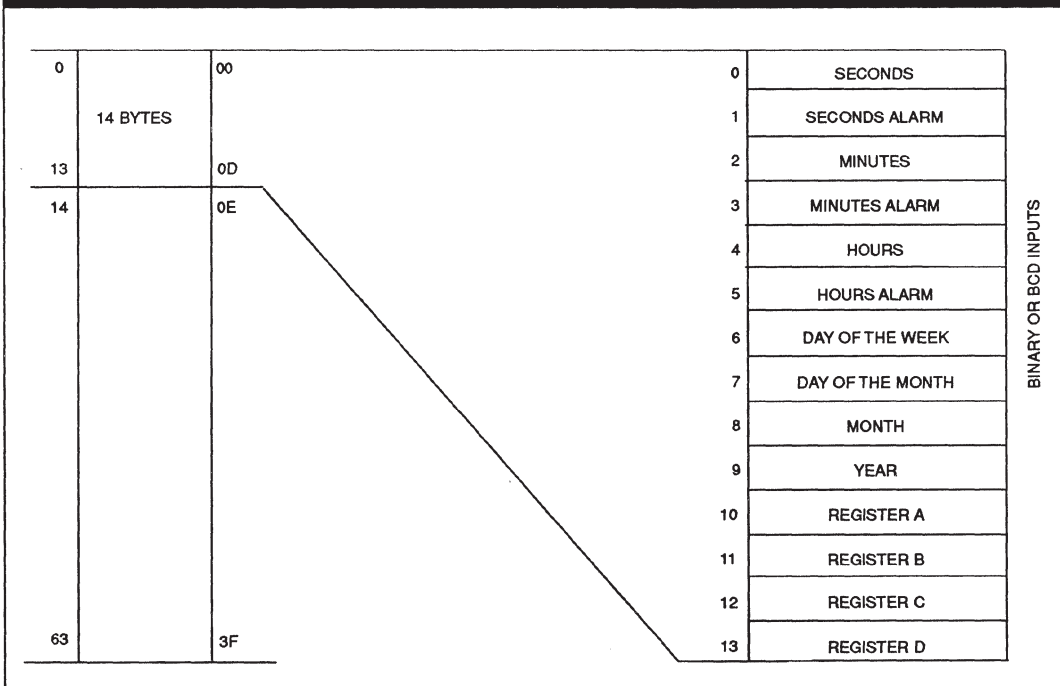 0 00
14 BYTES
13 0D
14 0E
63 3F
0 SECONDS
1 SECONDS ALARM
2 MINUTES
3 MINUTES ALARM
4 HOURS
5 HOURS ALARM
6 DAY OF THE WEEK
7 DAY OF THE MONTH
8 MONTH
9 YEAR
10 REGISTER A
11 REGISTER B
12 REGISTER C
13 REGISTER D
BINARY OR BCD INPUTS